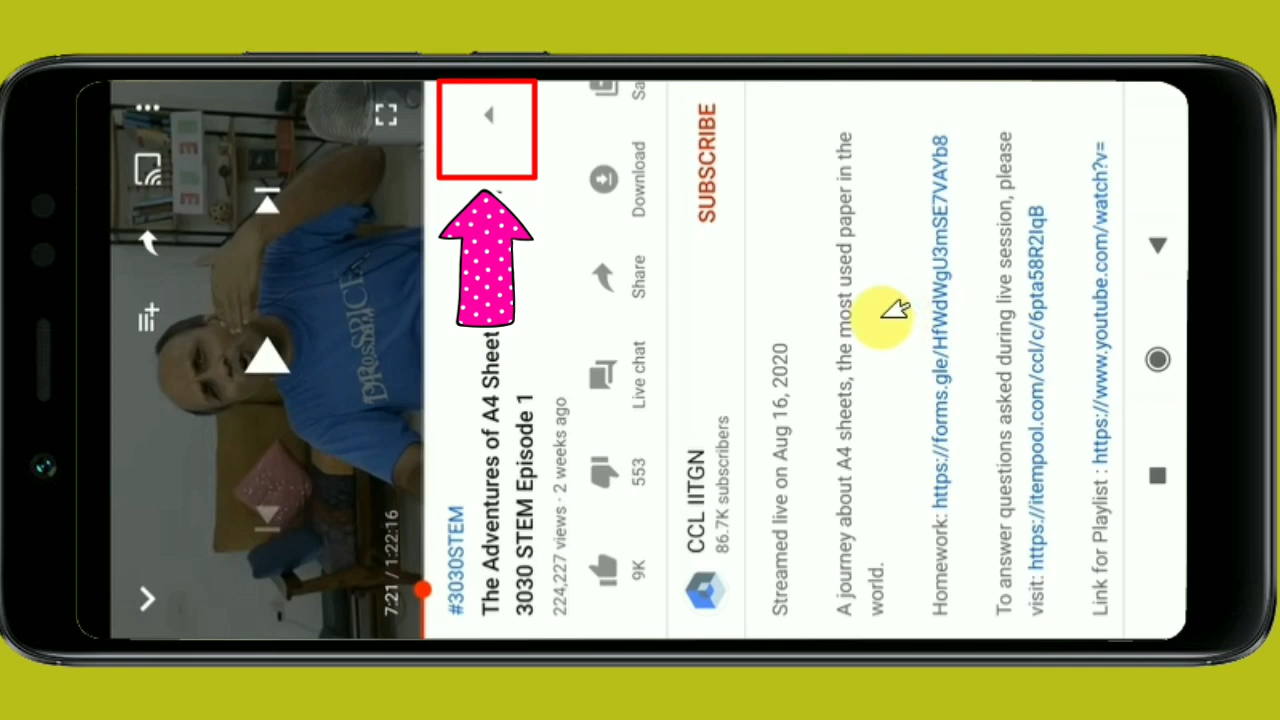 DRoSPICE
7:21 / 1:22:16
#3030STEM
The Adventures of A4 Sheet
3030 STEM Episode 1
224,227 views · 2 weeks ago
9K
553
Live chat
Share
Download
Sa
CCL IITGN
86.7K subscribers
SUBSCRIBE
Streamed live on Aug 16, 2020
A journey about A4 sheets, the most used paper in the
world.
Homework: https://forms.gle/HfWdWgU3mSE7VAYb8
To answer questions asked during live session, please
visit: https://itempool.com/ccl/c/6pta58R2IqB
Link for Playlist : https://www.youtube.com/watch?v=